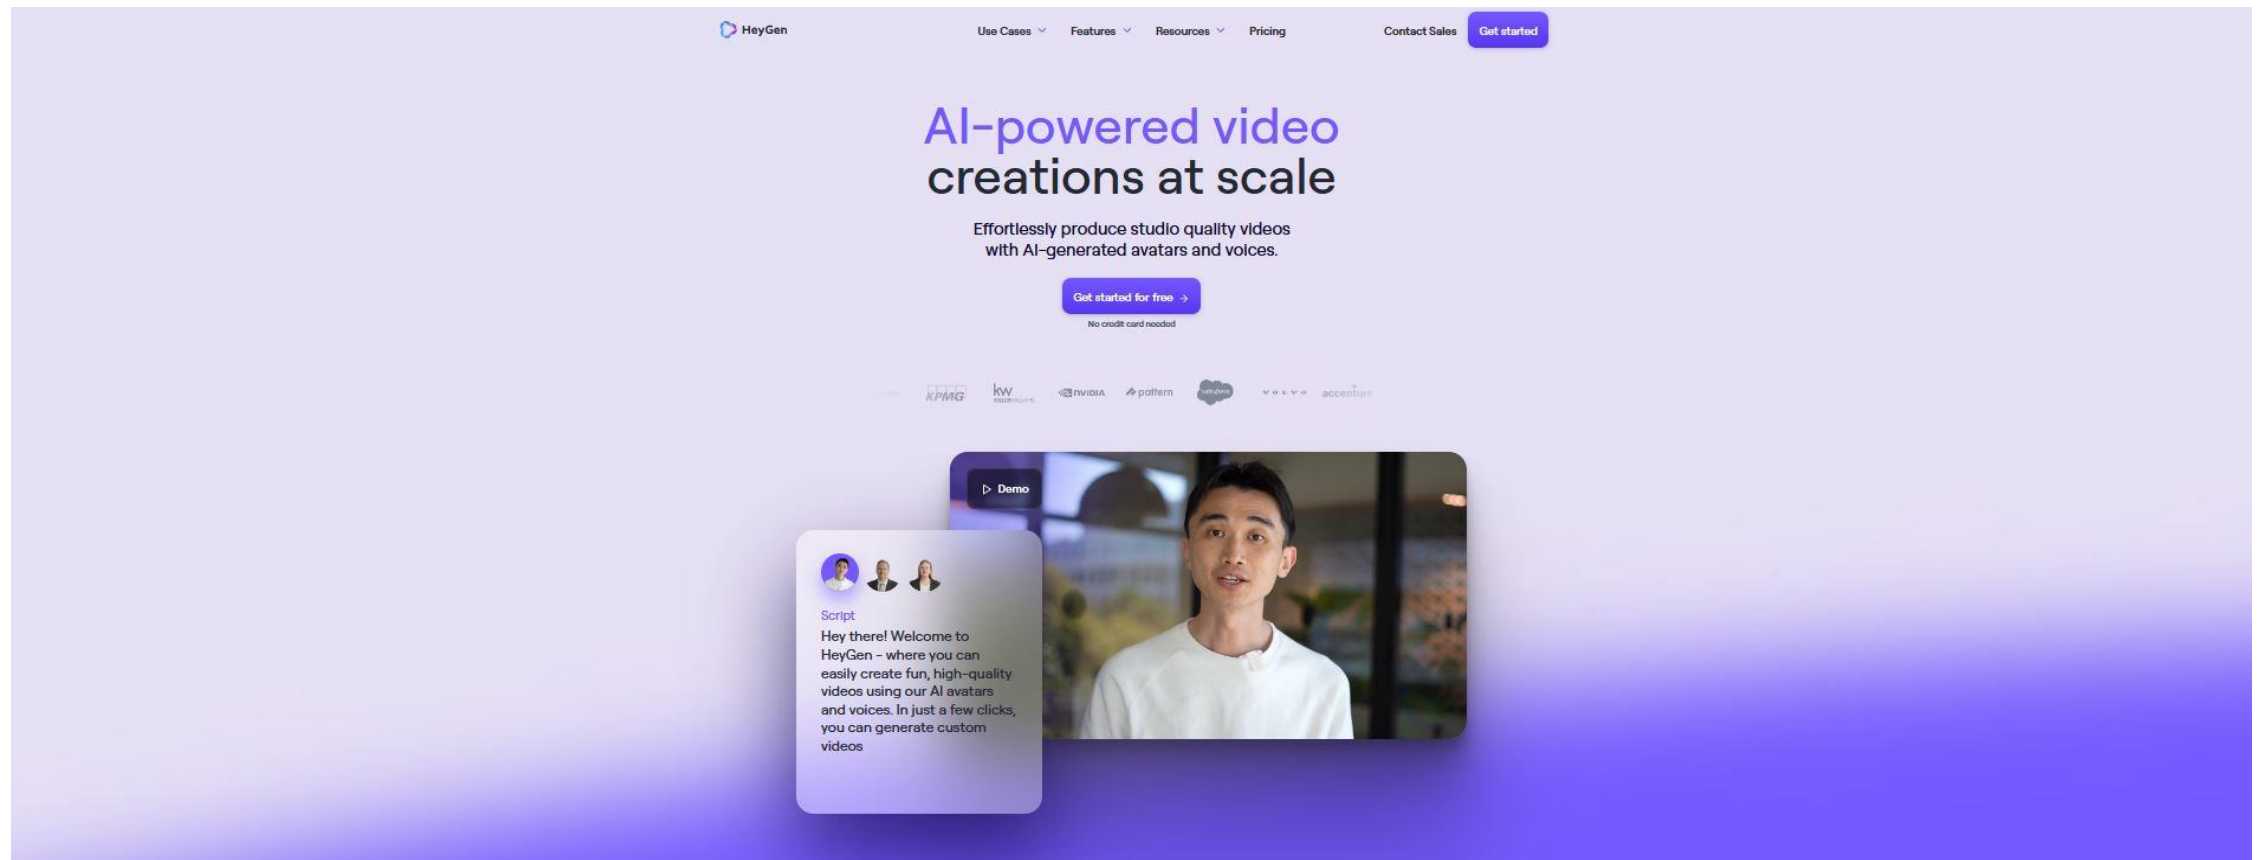 HeyGen
Use Cases
Features
Resources
Pricing
Contact Sales
Get started
AI-powered video
creations at scale
Effortlessly produce studio quality videos
with AI-generated avatars and voices.
Get started for free →
No credit card needed
KPMG
kw
KELLERWILLIAMS
NVIDIA
pattern
salesforce
VOLVO
accenture
Demo
Script
Hey there! Welcome to
HeyGen - where you can
easily create fun, high-quality
videos using our AI avatars
and voices. In just a few clicks,
you can generate custom
videos